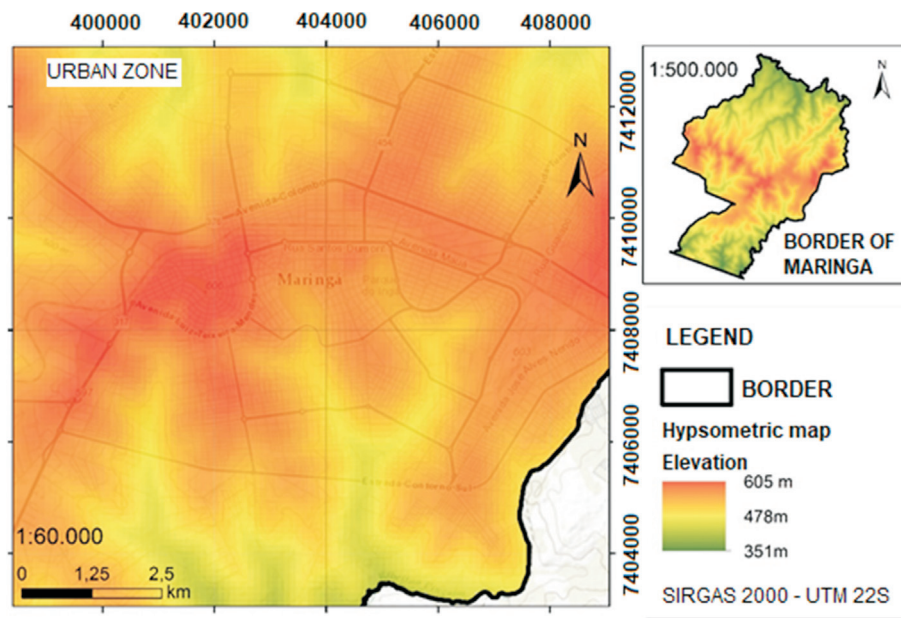 400000 402000 404000 406000 408000
URBAN ZONE
N
Avenida Colombo
Maringa
7412000
7410000
7408000
7406000
7404000
1:60.000
0 1,25 2,5
km
1:500.000
N
BORDER OF
MARINGA
LEGEND
BORDER
Hypsometric map
Elevation
605 m
478m
351m
SIRGAS 2000 - UTM 22S